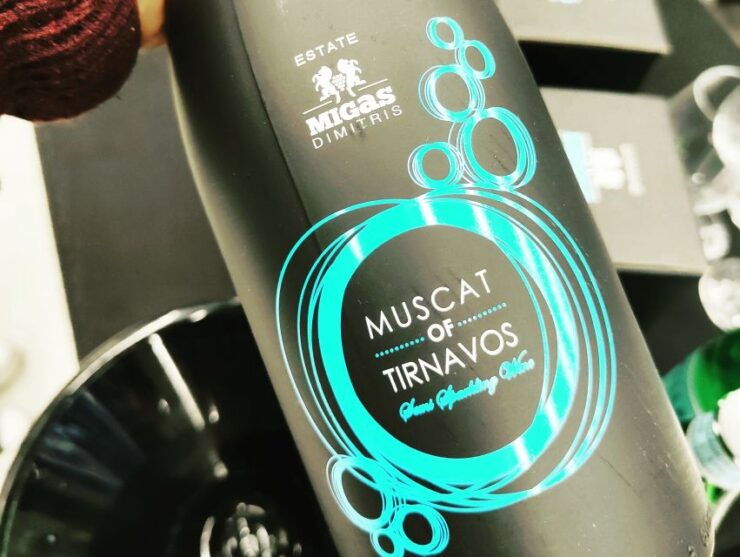 ESTATE
MIGas
DIMITRIS
MUSCAT
OF
TIRNAVOS
Semi Sparkling Wine